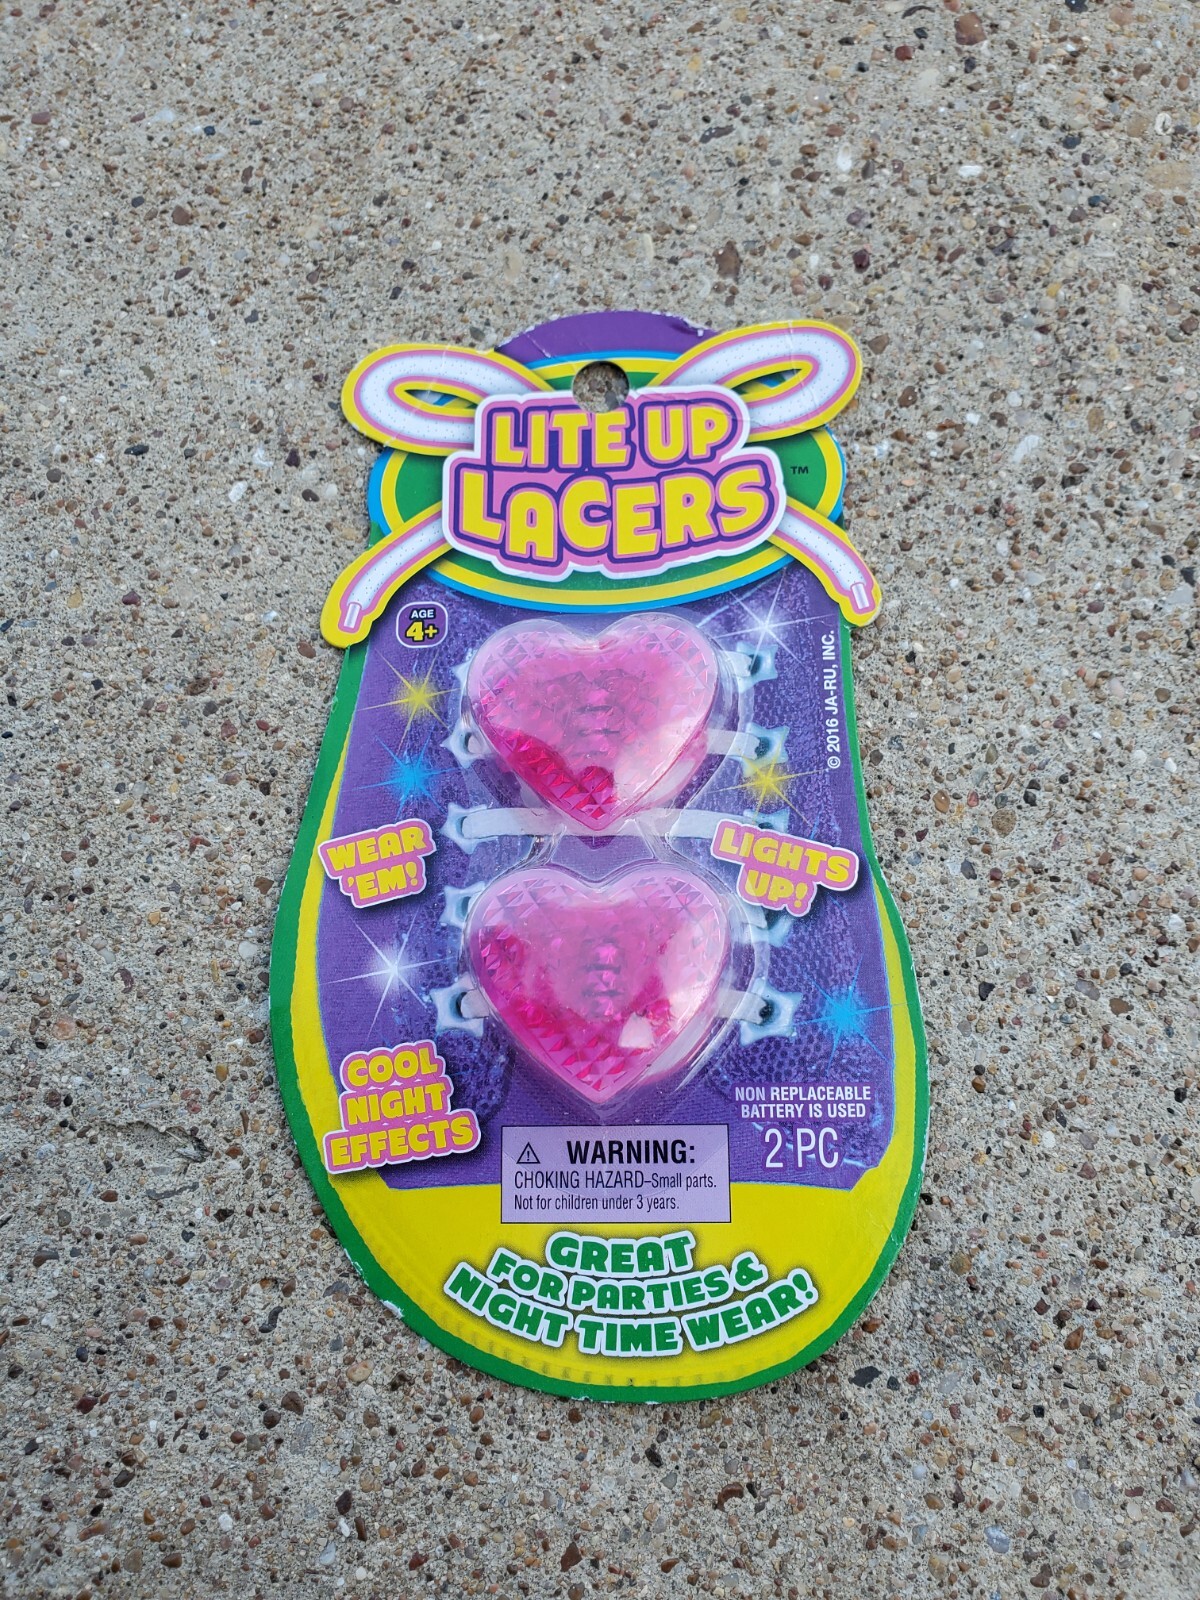 LITE UP
LACERS
™
AGE
4+
© 2016 JA-RU, INC.
WEAR
'EM!
LIGHTS
UP!
COOL
NIGHT
EFFECTS
NON REPLACEABLE
BATTERY IS USED
2 PC
WARNING:
CHOKING HAZARD–Small parts.
Not for children under 3 years.
GREAT
FOR PARTIES &
NIGHT TIME WEAR!